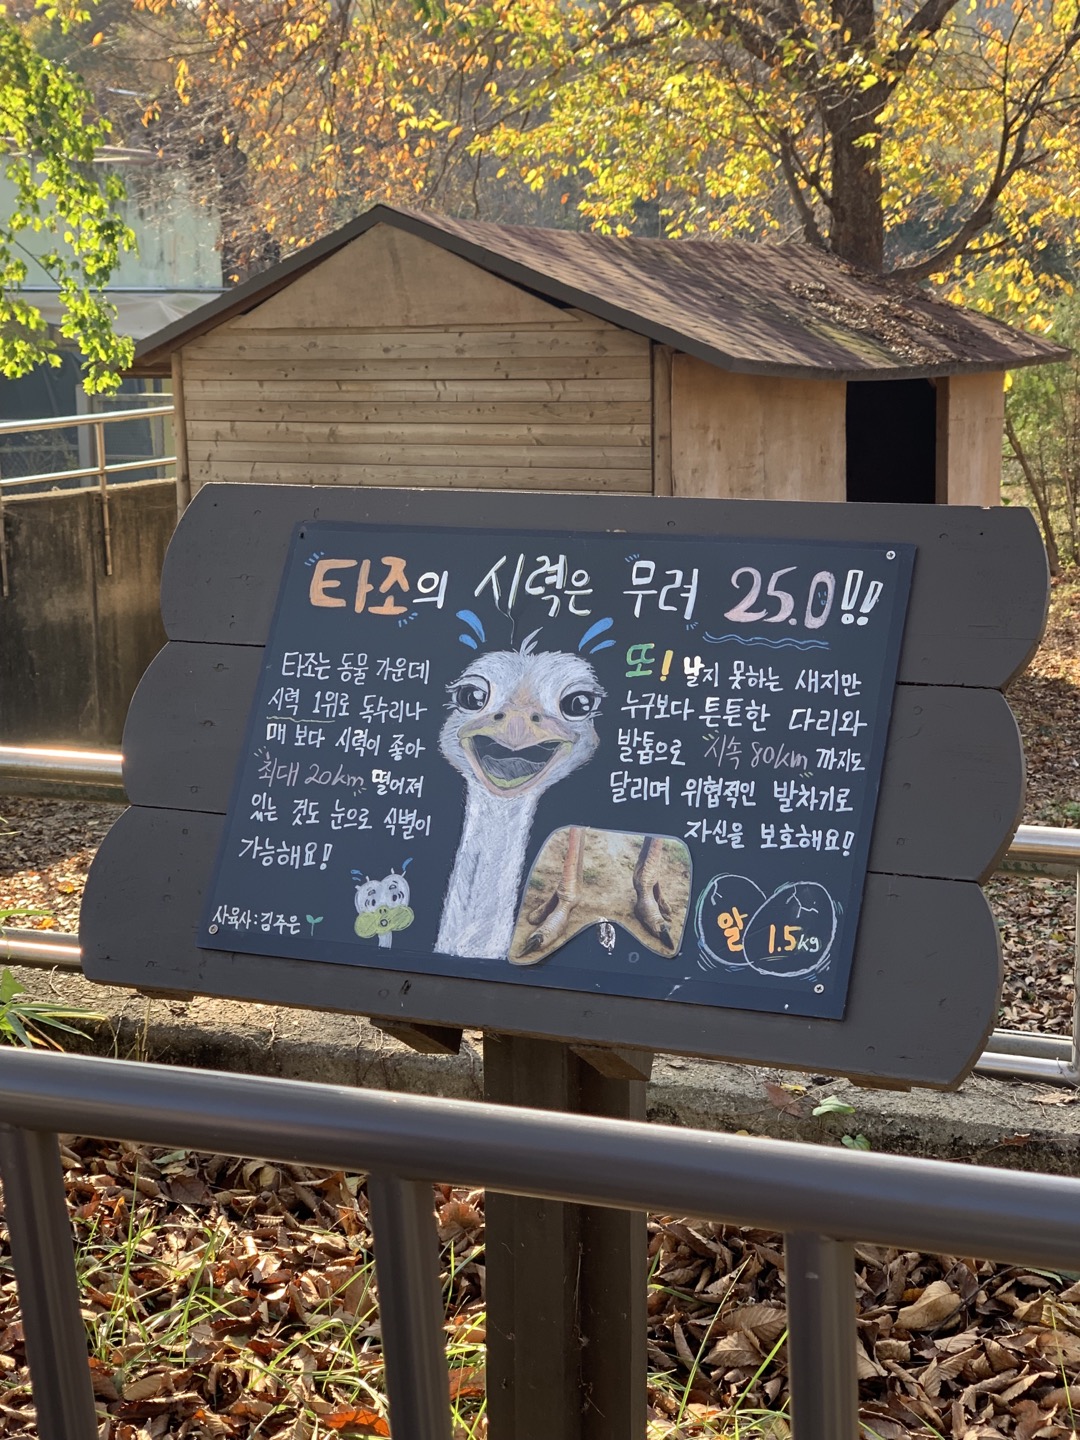 타조의 시력은 무려 25.0!!
타조는 동물 가운데
시력 1위로 독수리나
매 보다 시력이 좋아
최대 20km 떨어져
있는 것도 눈으로 식별이
가능해요!
사육사:김주은
또! 날지 못하는 새지만
누구보다 튼튼한 다리와
발톱으로 시속 80km 까지도
달리며 위협적인 발차기로
자신을 보호해요!
알 1.5kg